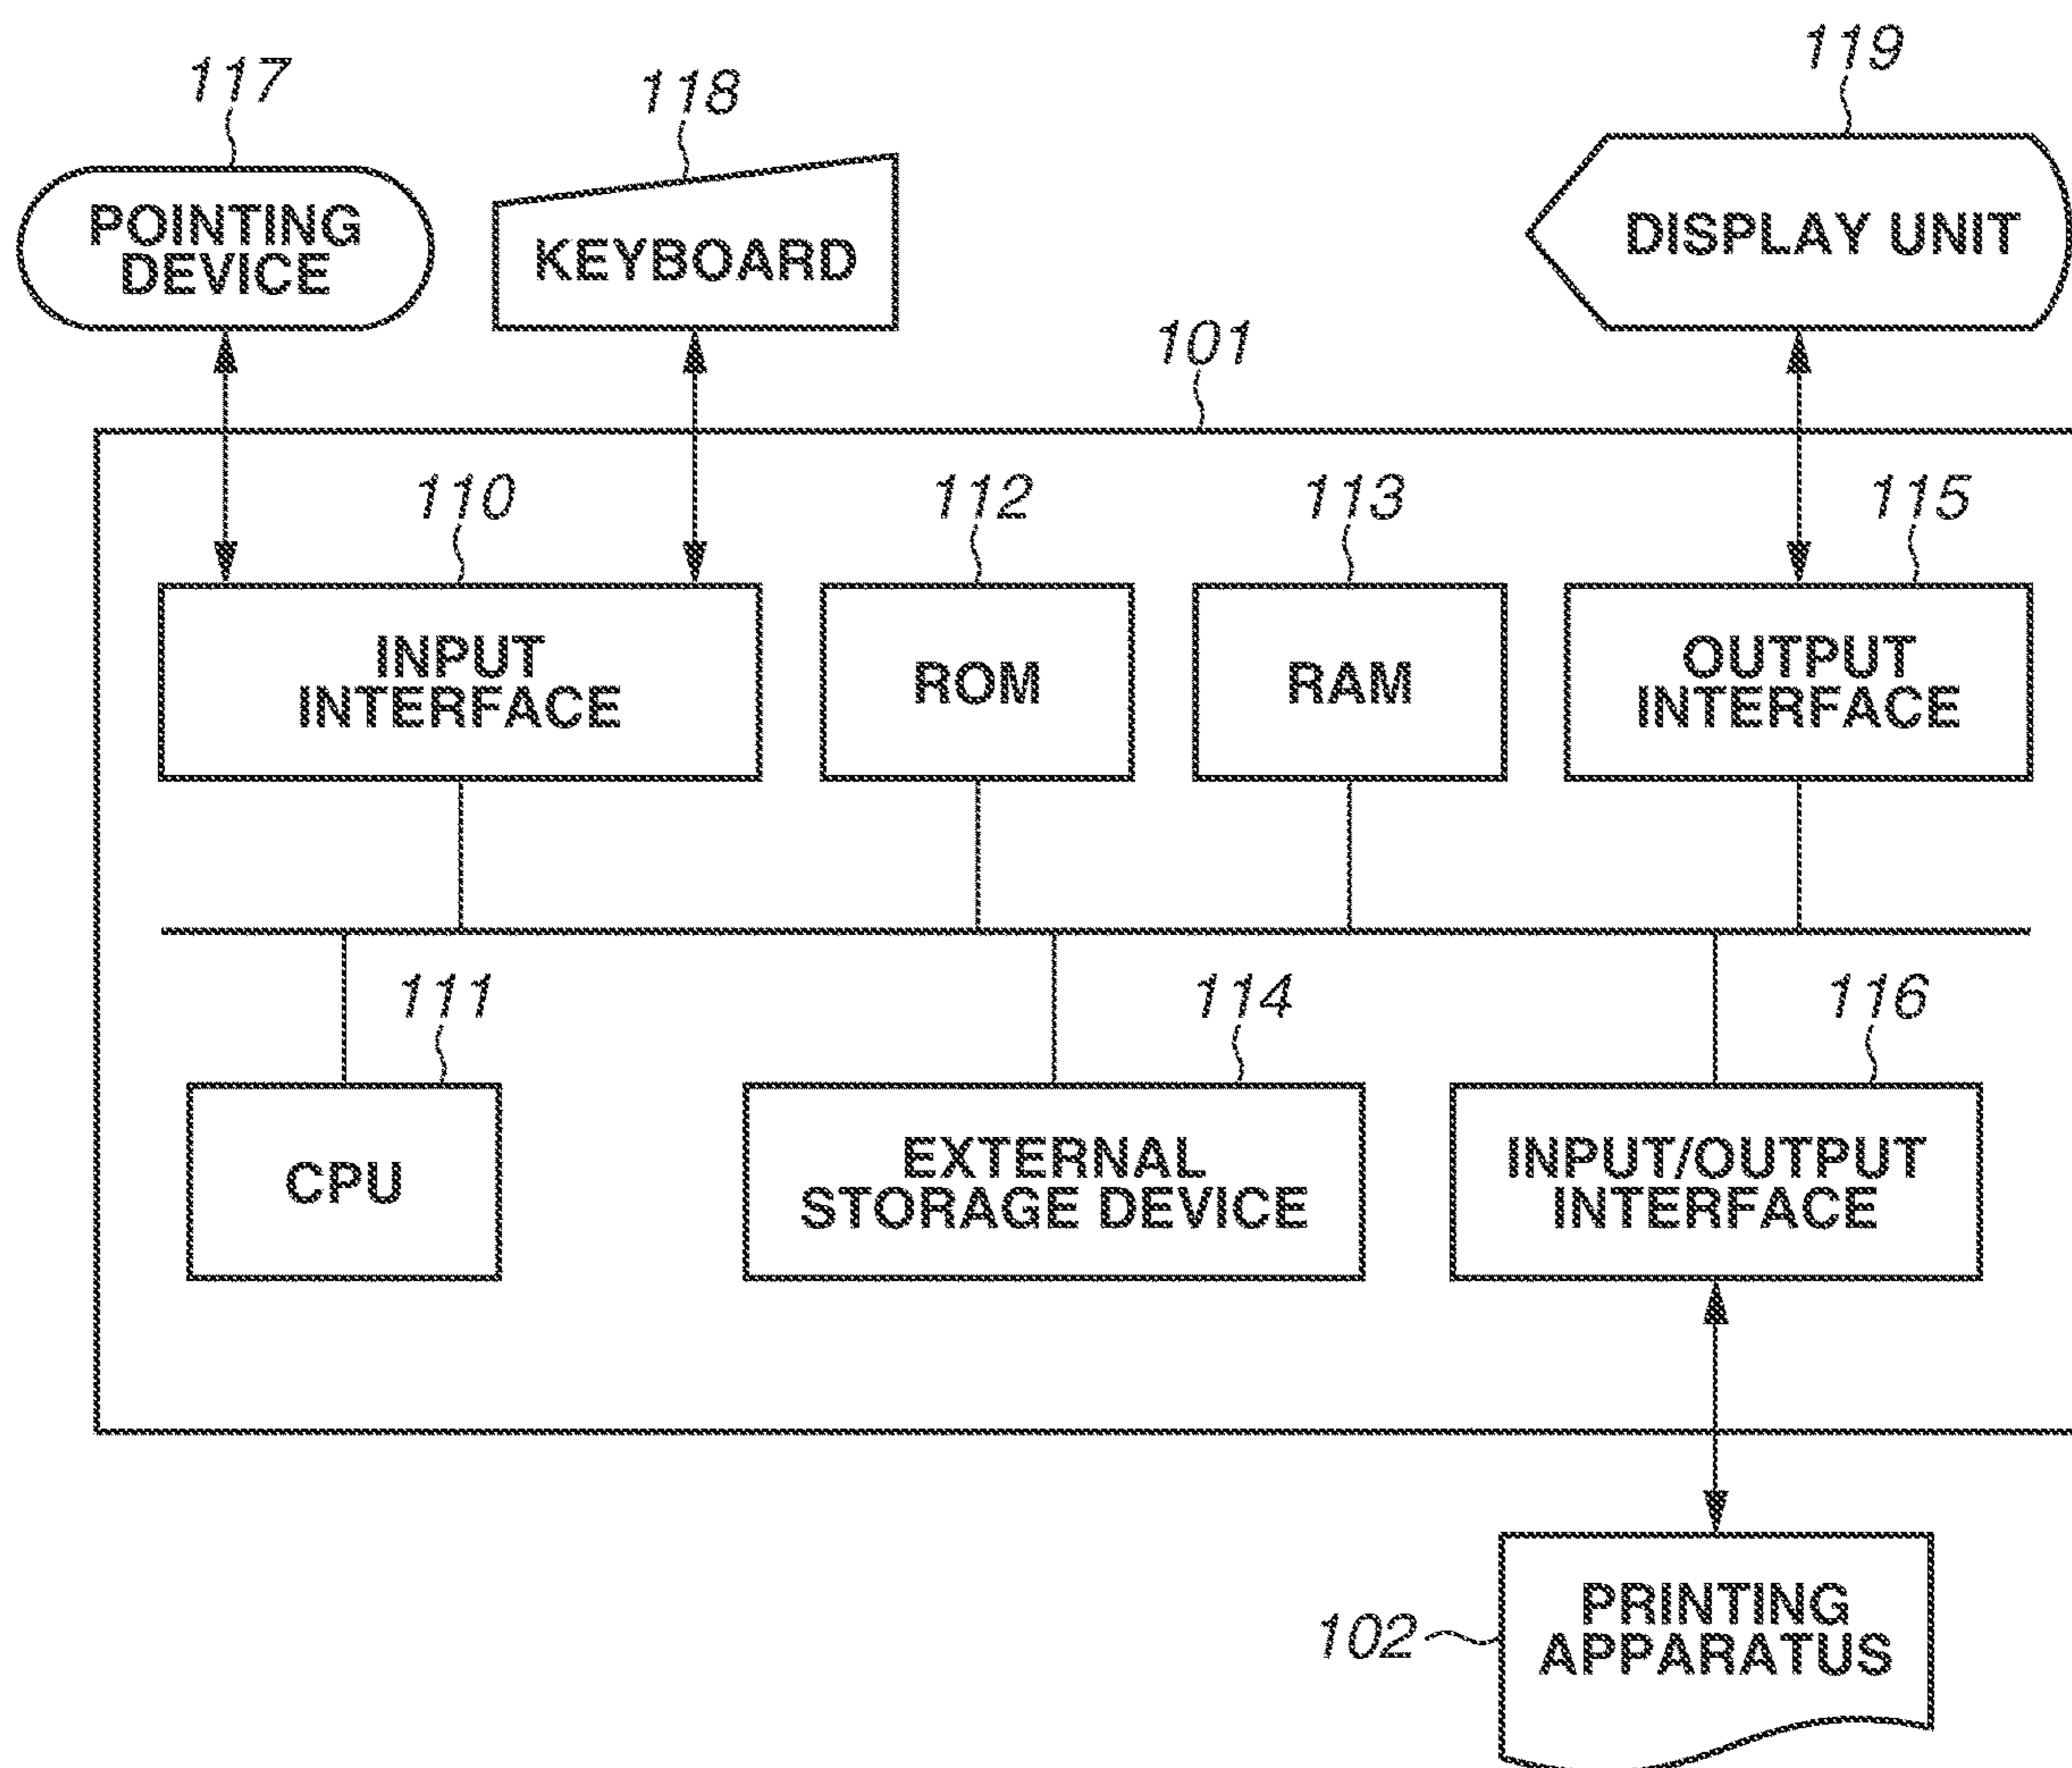 117
118
119
POINTING
DEVICE
KEYBOARD
DISPLAY UNIT
101
110
112
113
115
INPUT
INTERFACE
ROM
RAM
OUTPUT
INTERFACE
111
114
116
CPU
EXTERNAL
STORAGE DEVICE
INPUT/OUTPUT
INTERFACE
102
PRINTING
APPARATUS